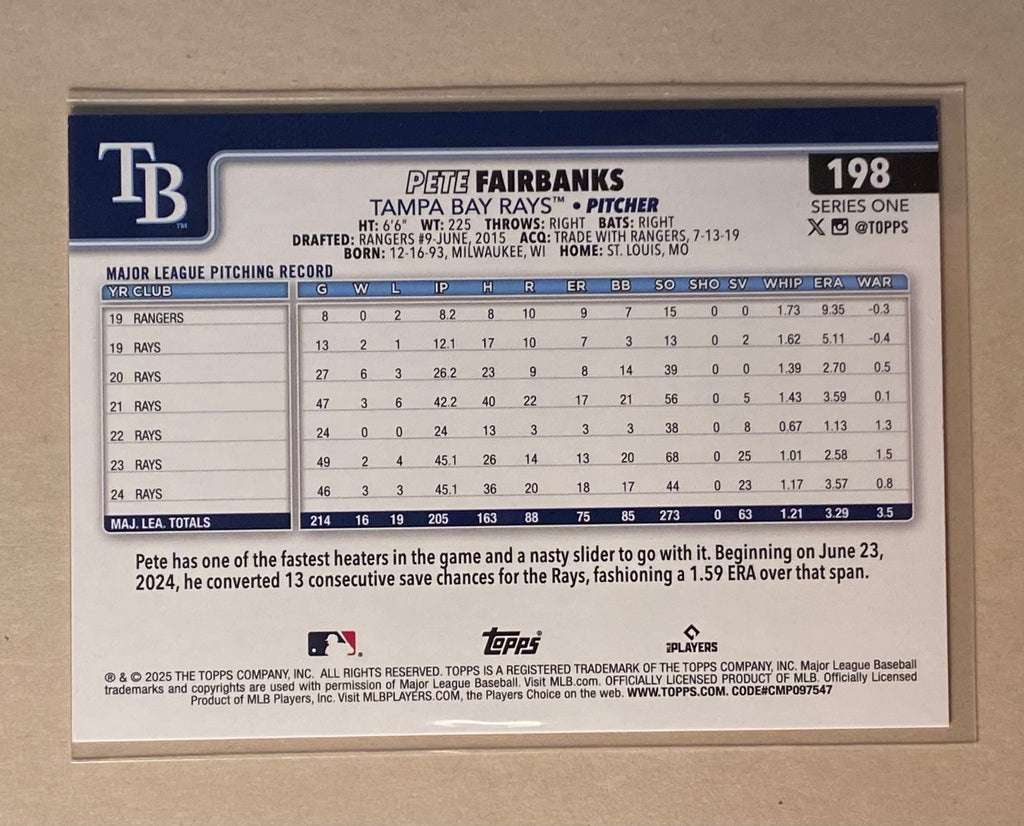 TB™
198
PETE FAIRBANKS
TAMPA BAY RAYS™ • PITCHER
SERIES ONE
HT: 6'6" WT: 225 THROWS: RIGHT BATS: RIGHT
X @TOPPS
DRAFTED: RANGERS #9-JUNE, 2015 ACQ: TRADE WITH RANGERS, 7-13-19
BORN: 12-16-93, MILWAUKEE, WI HOME: ST. LOUIS, MO
MAJOR LEAGUE PITCHING RECORD
YR CLUB G W L IP H R ER BB SO SHO SV WHIP ERA WAR
19 RANGERS 8 0 2 8.2 8 10 9 7 15 0 0 1.73 9.35 -0.3
19 RAYS 13 2 1 12.1 17 10 7 3 13 0 2 1.62 5.11 -0.4
20 RAYS 27 6 3 26.2 23 9 8 14 39 0 0 1.39 2.70 0.5
21 RAYS 47 3 6 42.2 40 22 17 21 56 0 5 1.43 3.59 0.1
22 RAYS 24 0 0 24 13 3 3 3 38 0 8 0.67 1.13 1.3
23 RAYS 49 2 4 45.1 26 14 13 20 68 0 25 1.01 2.58 1.5
24 RAYS 46 3 3 45.1 36 20 18 17 44 0 23 1.17 3.57 0.8
MAJ. LEA. TOTALS 214 16 19 205 163 88 75 85 273 0 63 1.21 3.29 3.5
Pete has one of the fastest heaters in the game and a nasty slider to go with it. Beginning on June 23,
2024, he converted 13 consecutive save chances for the Rays, fashioning a 1.59 ERA over that span.
topps®
MLB PLAYERS
® & © 2025 THE TOPPS COMPANY, INC. ALL RIGHTS RESERVED. TOPPS IS A REGISTERED TRADEMARK OF THE TOPPS COMPANY, INC. Major League Baseball
trademarks and copyrights are used with permission of Major League Baseball. Visit MLB.com. OFFICIALLY LICENSED PRODUCT OF MLB. Officially Licensed
Product of MLB Players, Inc. Visit MLBPLAYERS.COM, the Players Choice on the web. WWW.TOPPS.COM. CODE#CMP097547